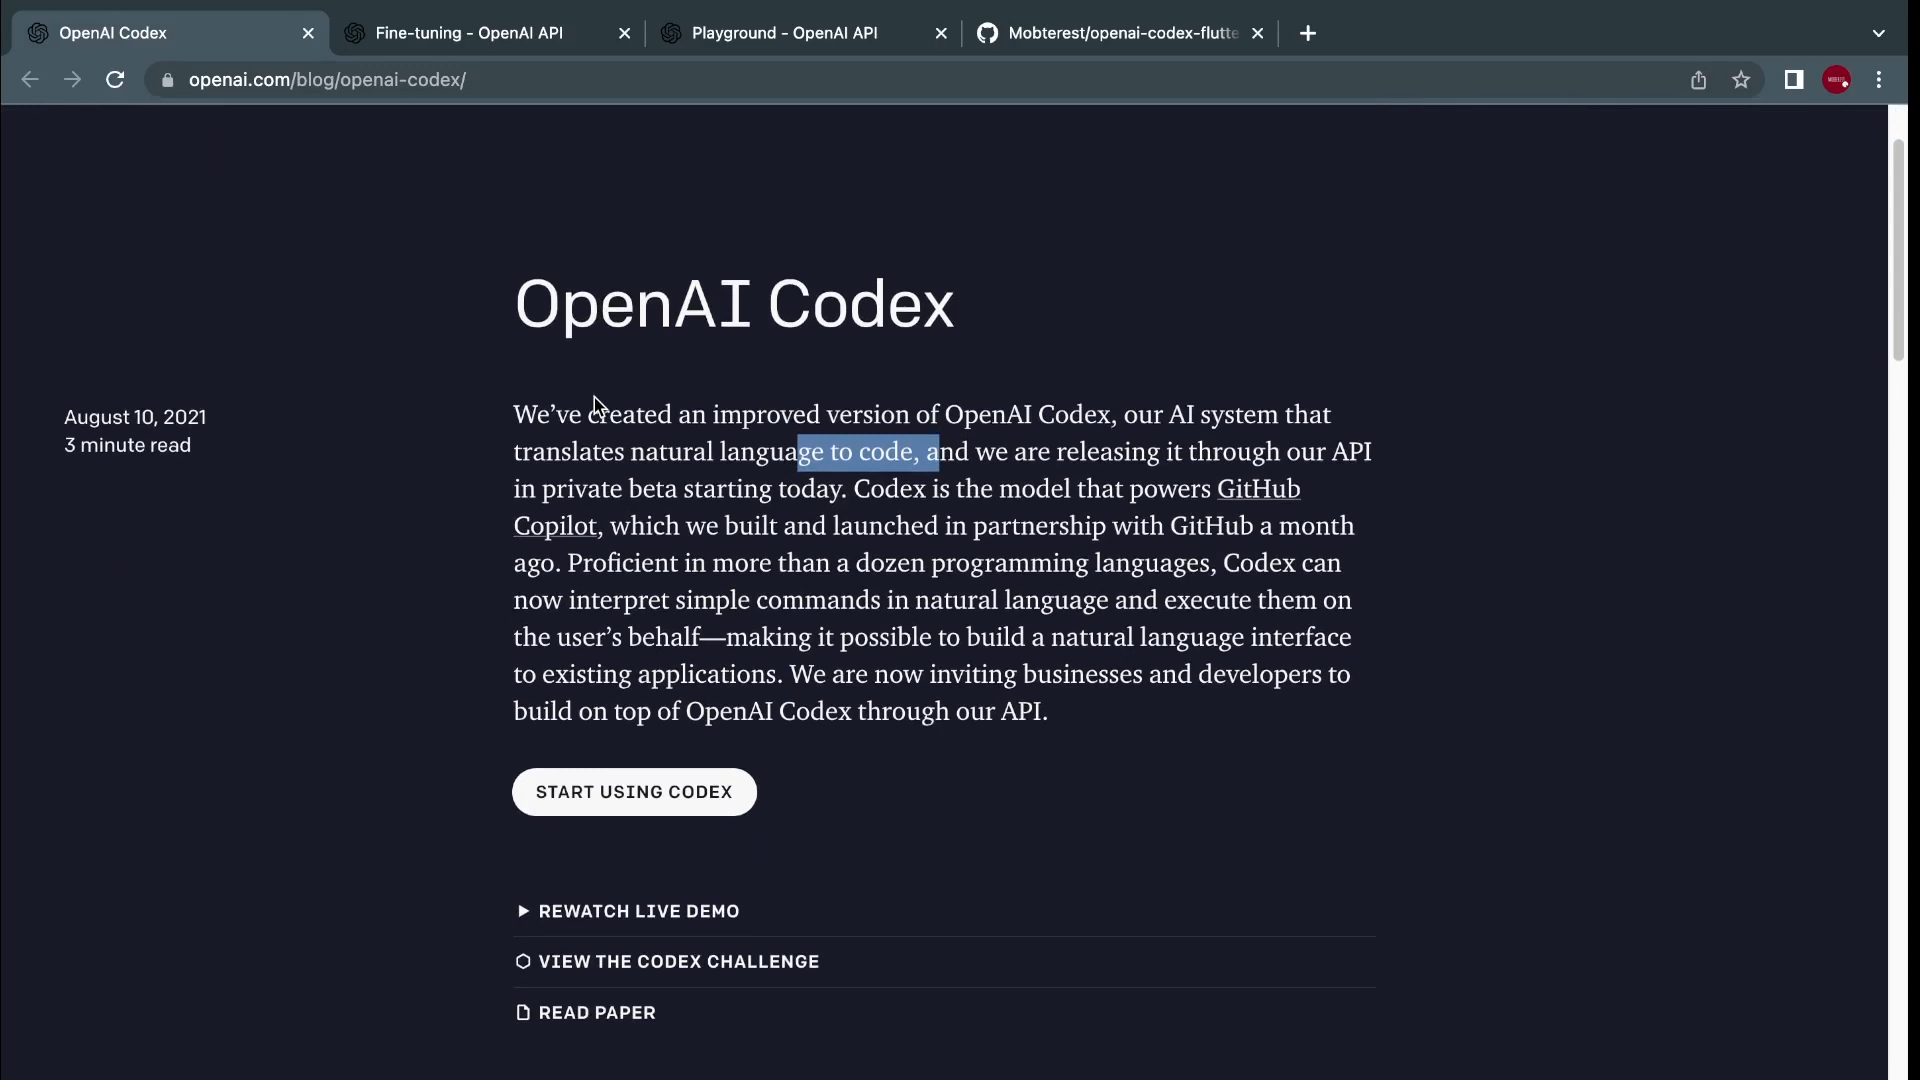 OpenAI Codex
Fine-tuning - OpenAI API
Playground - OpenAI API
Mobterest/openai-codex-flutte
openai.com/blog/openai-codex/
OpenAI Codex
August 10, 2021
3 minute read
We’ve created an improved version of OpenAI Codex, our AI system that
translates natural language to code, and we are releasing it through our API
in private beta starting today. Codex is the model that powers GitHub
Copilot, which we built and launched in partnership with GitHub a month
ago. Proficient in more than a dozen programming languages, Codex can
now interpret simple commands in natural language and execute them on
the user’s behalf—making it possible to build a natural language interface
to existing applications. We are now inviting businesses and developers to
build on top of OpenAI Codex through our API.
START USING CODEX
REWATCH LIVE DEMO
VIEW THE CODEX CHALLENGE
READ PAPER